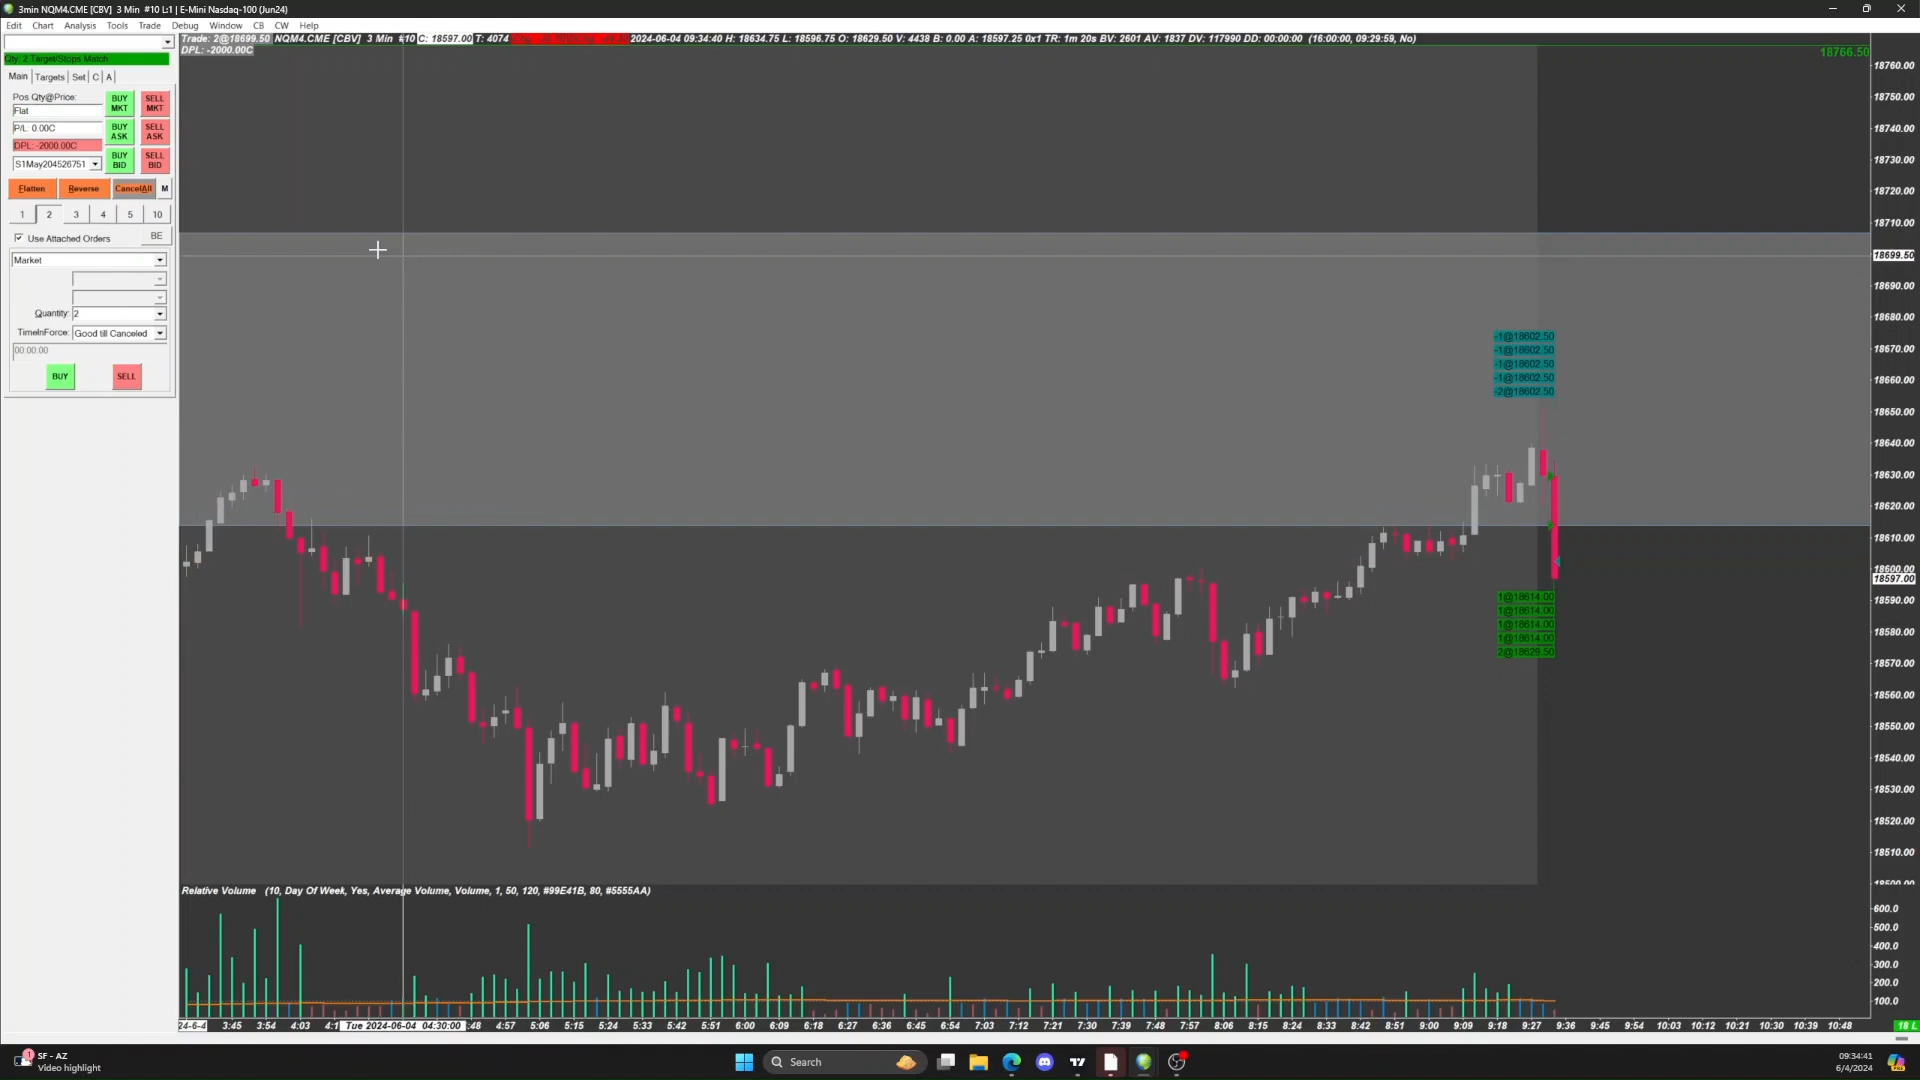 3min NQM4.CME [CBV]  3 Min  #10 L:1 | E-Mini Nasdaq-100 (Jun24)
Edit Chart Analysis Tools Trade Debug Window CB CW Help
Trade: 2@18699.50 NQM4.CME [CBV] 3 Min #10 C: 18597.00 T: 4074 2024-06-04 09:34:40 H: 18634.75 L: 18596.75 O: 18629.50 V: 4438 B: 0.00 A: 18597.25 0x1 TR: 1m 20s BV: 2601 AV: 1837 DV: 117990 DD: 00:00:00 (16:00:00, 09:29:59, No)
DPL: -2000.00C
18766.50
Qty: 2 Target/Stops Match
Main Targets Set C A
Pos Qty@Price:
Flat
P/L: 0.00C
DPL: -2000.00C
S1May204526751
BUY MKT
SELL MKT
BUY ASK
SELL ASK
BUY BID
SELL BID
Flatten Reverse CancelAll M
1 2 3 4 5 10
Use Attached Orders BE
Market
Quantity: 2
TimeInForce: Good till Canceled
00:00:00
BUY SELL
-1@18602.50
-1@18602.50
-1@18602.50
-1@18602.50
-2@18602.50
1@18614.00
1@18614.00
1@18614.00
1@18614.00
2@18629.50
18760.00
18750.00
18740.00
18730.00
18720.00
18710.00
18699.50
18690.00
18680.00
18670.00
18660.00
18650.00
18640.00
18630.00
18620.00
18610.00
18600.00
18597.00
18590.00
18580.00
18570.00
18560.00
18550.00
18540.00
18530.00
18520.00
18510.00
18500.00
Relative Volume (10, Day Of Week, Yes, Average Volume, Volume, 1, 50, 120, #99E41B, 80, #5555AA)
600.0
500.0
400.0
300.0
200.0
100.0
24-6-4 3:45 3:54 4:03 4:1 Tue 2024-06-04 04:30:00 :48 4:57 5:06 5:15 5:24 5:33 5:42 5:51 6:00 6:09 6:18 6:27 6:36 6:45 6:54 7:03 7:12 7:21 7:30 7:39 7:48 7:57 8:06 8:15 8:24 8:33 8:42 8:51 9:00 9:09 9:18 9:27 9:36 9:45 9:54 10:03 10:12 10:21 10:30 10:39 10:48
18 L
1
SF - AZ
Video highlight
Search
09:34:41
6/4/2024